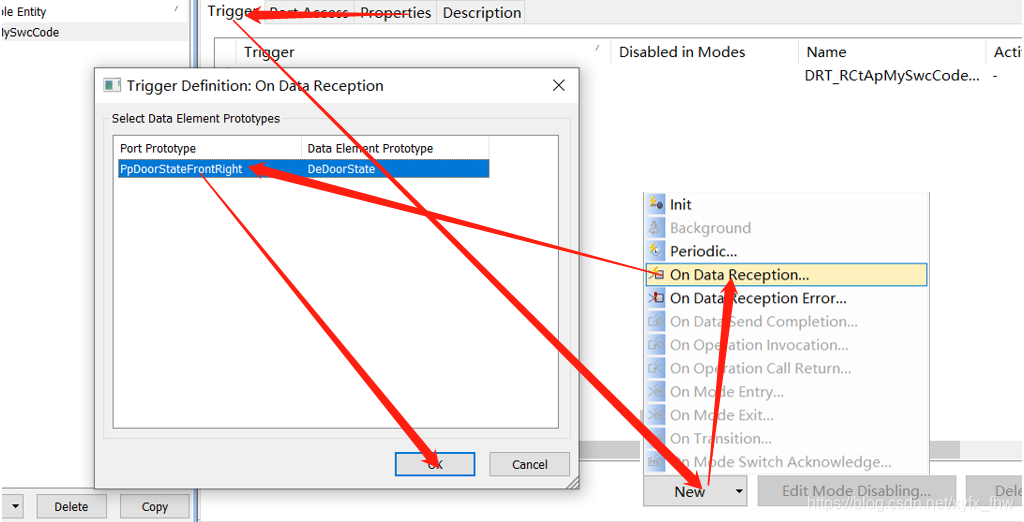 le Entity
MySwcCode
Trigger Port Access Properties Description
Trigger Disabled in Modes Name Acti
DRT_RCtApMySwcCode... -
Trigger Definition: On Data Reception
Select Data Element Prototypes
Port Prototype Data Element Prototype
PpDoorStateFrontRight DeDoorState
OK Cancel
Init
Background
Periodic...
On Data Reception...
On Data Reception Error...
On Data Send Completion...
On Operation Invocation...
On Operation Call Return...
On Mode Entry...
On Mode Exit...
On Transition...
On Mode Switch Acknowledge...
Delete Copy New Edit Mode Disabling... Dele
https://blog.csdn.net/xyfx_fhw